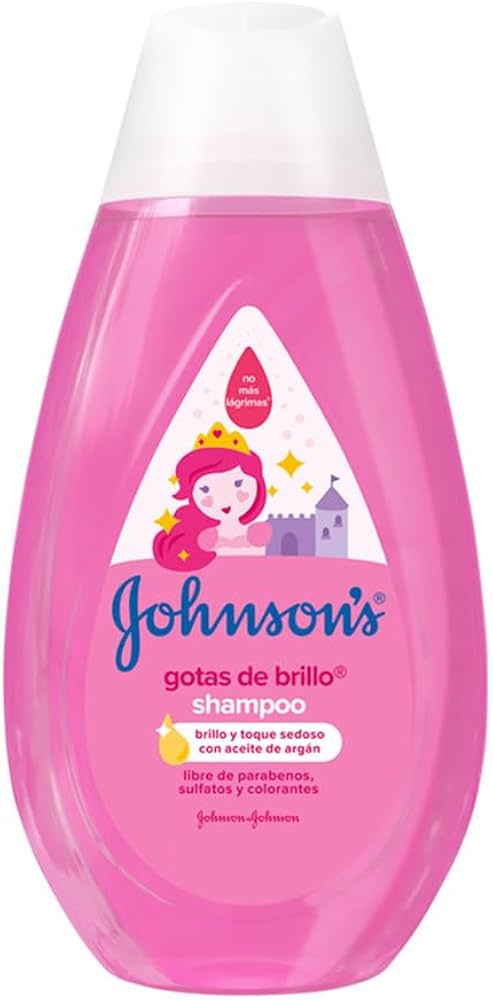 no
más
lágrimas®
Johnson's®
gotas de brillo®
shampoo
brillo y toque sedoso
con aceite de argán
libre de parabenos,
sulfatos y colorantes
Johnson & Johnson